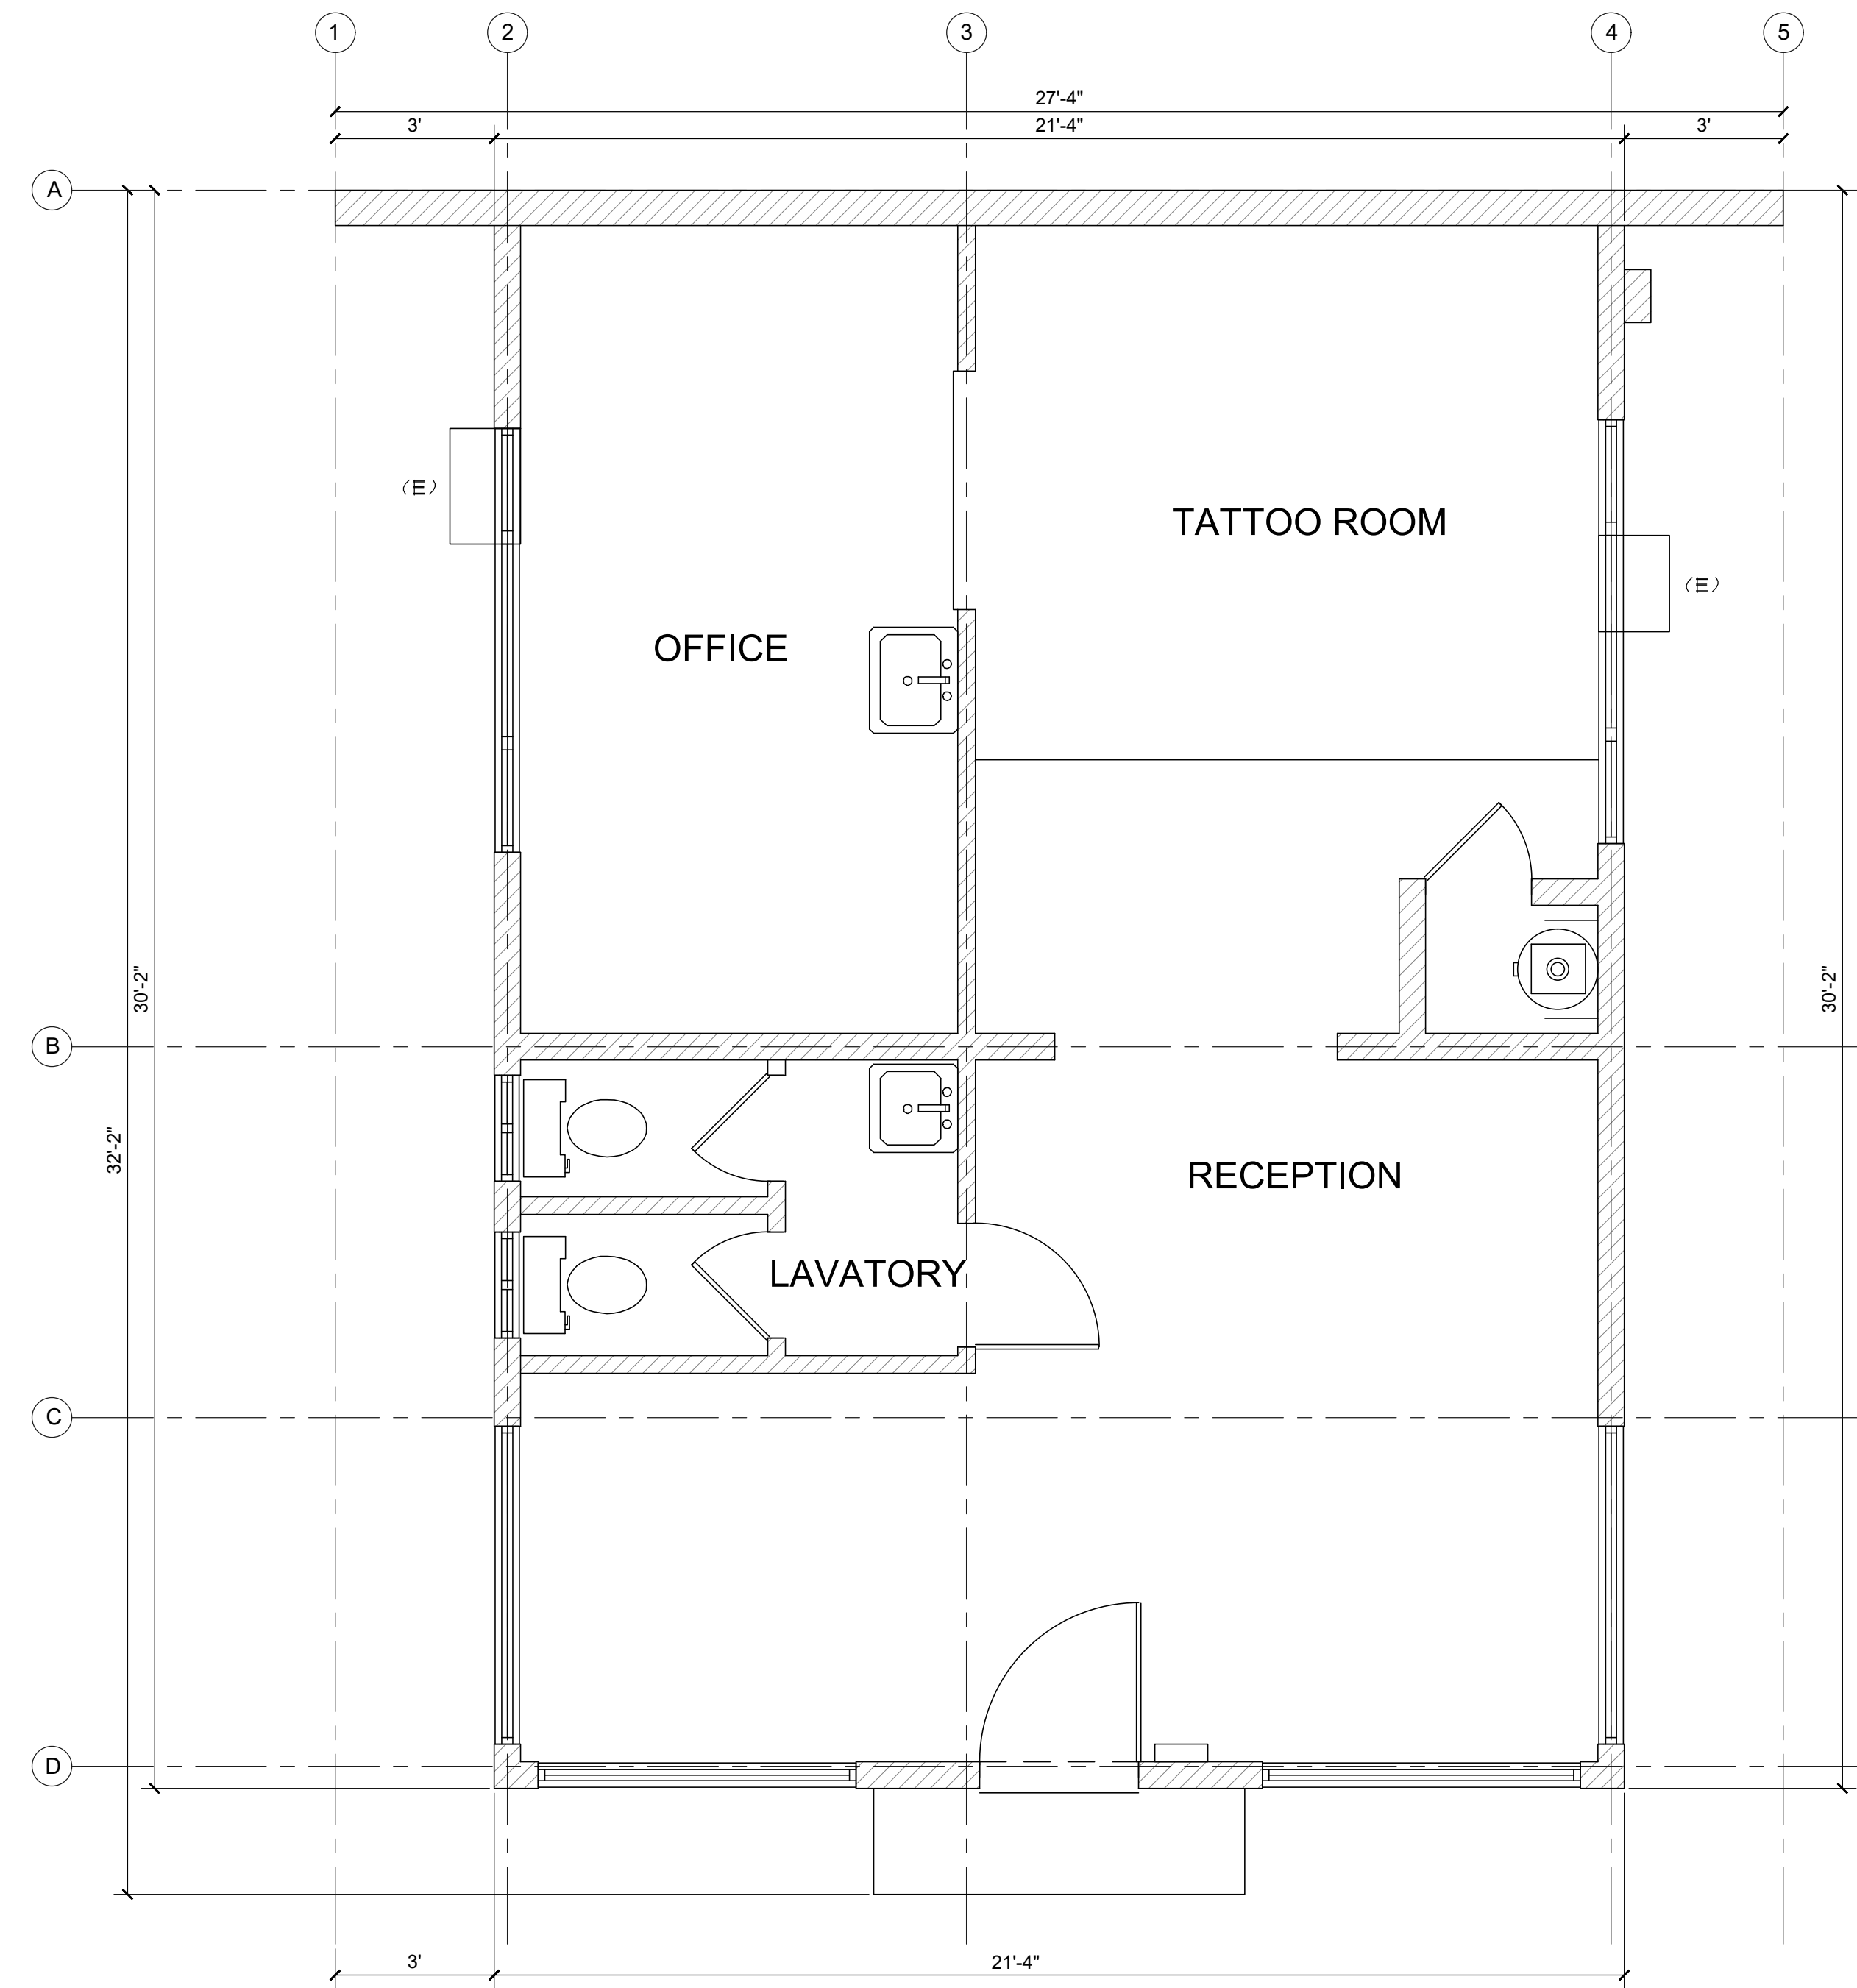 1 2 3 4 5
27'-4"
3' 21'-4" 3'
A
(E)
TATTOO ROOM
(E)
OFFICE
30'-2" 30'-2"
B
32'-2"
RECEPTION
LAVATORY
C
D
3' 21'-4"